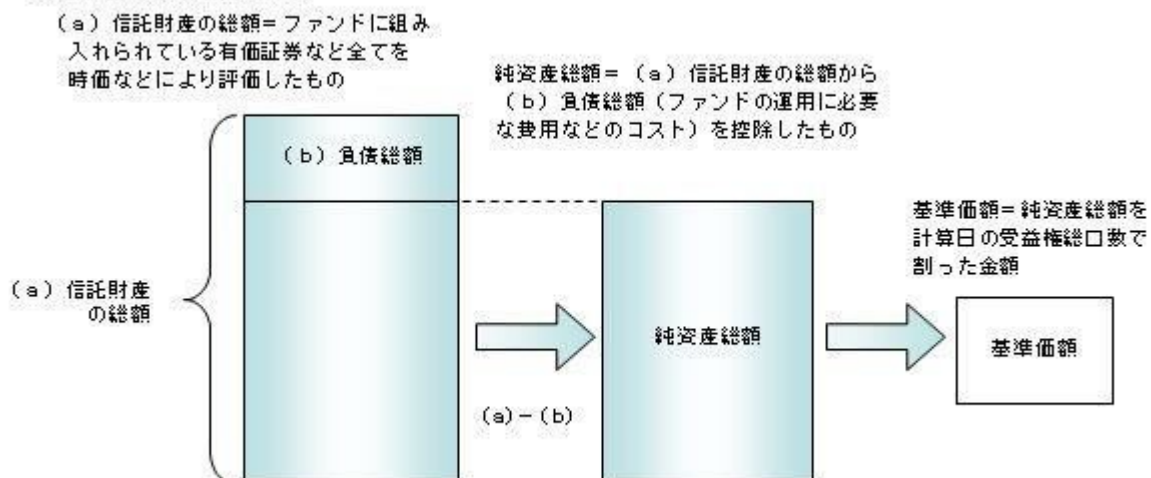 (a)信託財産の総額=ファンドに組み
入れられている有価証券など全てを
時価などにより評価したもの
純資産総額=(a)信託財産の総額から
(b)負債総額(ファンドの運用に必要
な費用などのコスト)を控除したもの
(b)負債総額
基準価額=純資産総額を
計算日の受益権総口数で
割った金額
(a)信託財産
の総額
純資産総額
基準価額
(a)-(b)